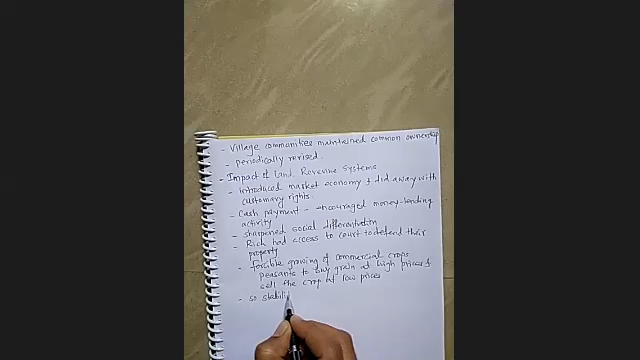 - Village communities maintained common ownership
- periodically revised.
- Impact of Land Revenue Systems
- introduced market economy & did away with
customary rights
- Cash payment - encouraged money-lending
activity
- sharpened social differentiation
- Rich had access to court to defend their
property
- forcible growing of commercial crops
peasants to buy grain at high prices &
sell the crop at low prices
- so stabili